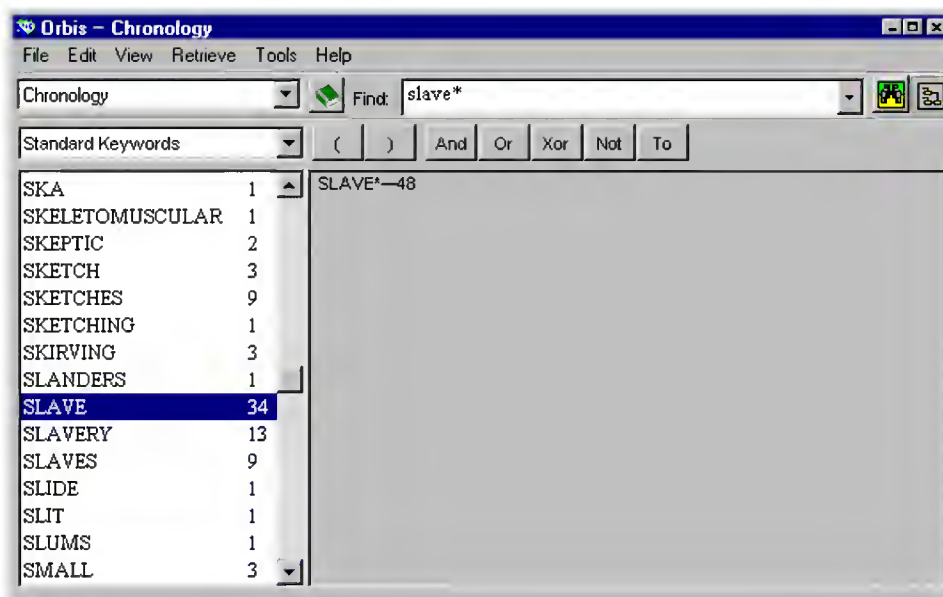 Orbis – Chronology
File Edit View Retrieve Tools Help
Chronology Find: slave*
Standard Keywords ( ) And Or Xor Not To
SKA 1
SKELETOMUSCULAR 1
SKEPTIC 2
SKETCH 3
SKETCHES 9
SKETCHING 1
SKIRVING 3
SLANDERS 1
SLAVE 34
SLAVERY 13
SLAVES 9
SLIDE 1
SLIT 1
SLUMS 1
SMALL 3
SLAVE*—48